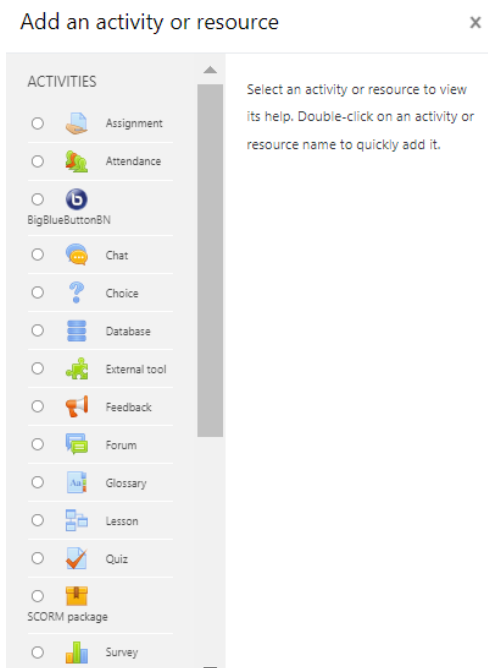 Add an activity or resource
x
ACTIVITIES
Assignment
Attendance
BigBlueButtonBN
Chat
Choice
Database
External tool
Feedback
Forum
Glossary
Lesson
Quiz
SCORM package
Survey
Select an activity or resource to view
its help. Double-click on an activity or
resource name to quickly add it.